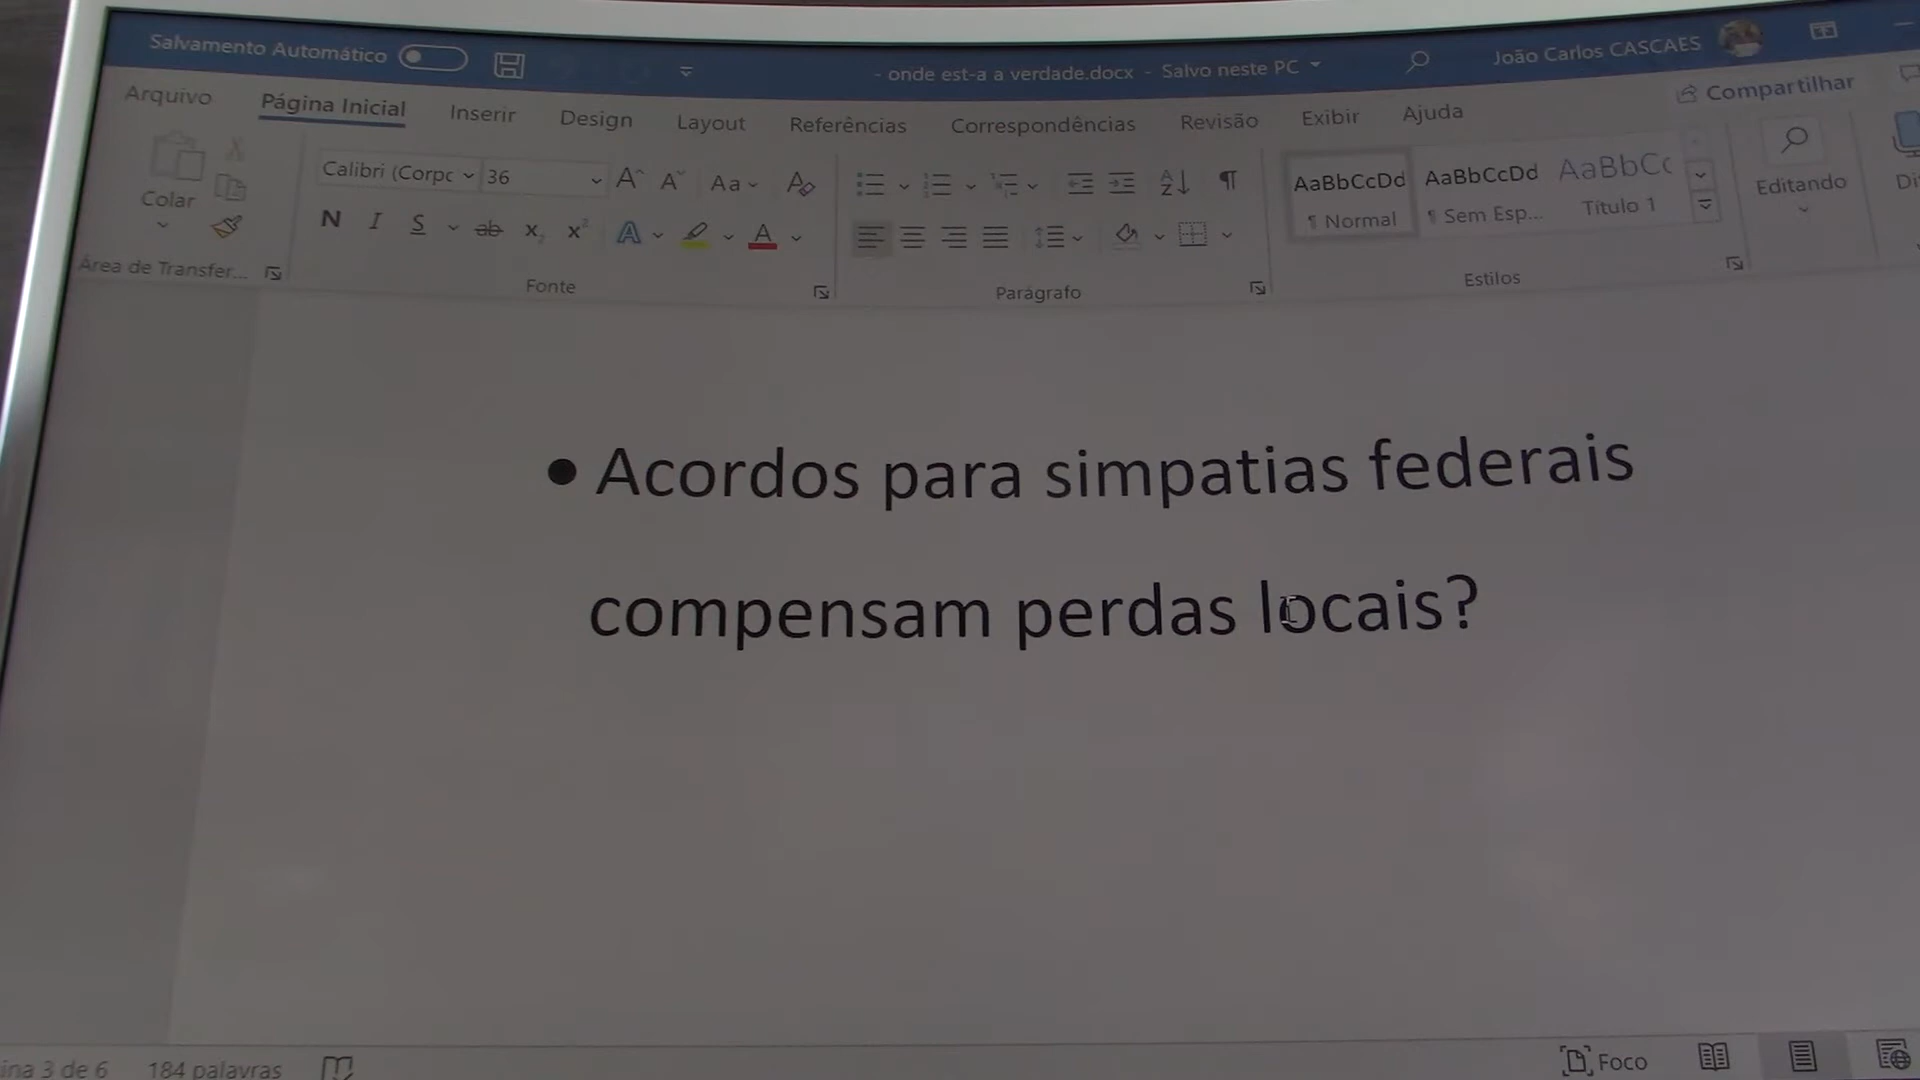 Salvamento Automático
- onde est-a a verdade.docx - Salvo neste PC
João Carlos CASCAES
Arquivo Página Inicial Inserir Design Layout Referências Correspondências Revisão Exibir Ajuda Compartilhar
Colar
Calibri (Corpc 36
Aa
AaBbCcDd AaBbCcDd AaBbCc
¶ Normal ¶ Sem Esp... Título 1
Editando
N I S ab x₂ x² A A
Área de Transfer... Fonte Parágrafo Estilos
• Acordos para simpatias federais
compensam perdas locais?
ina 3 de 6 184 palavras Foco